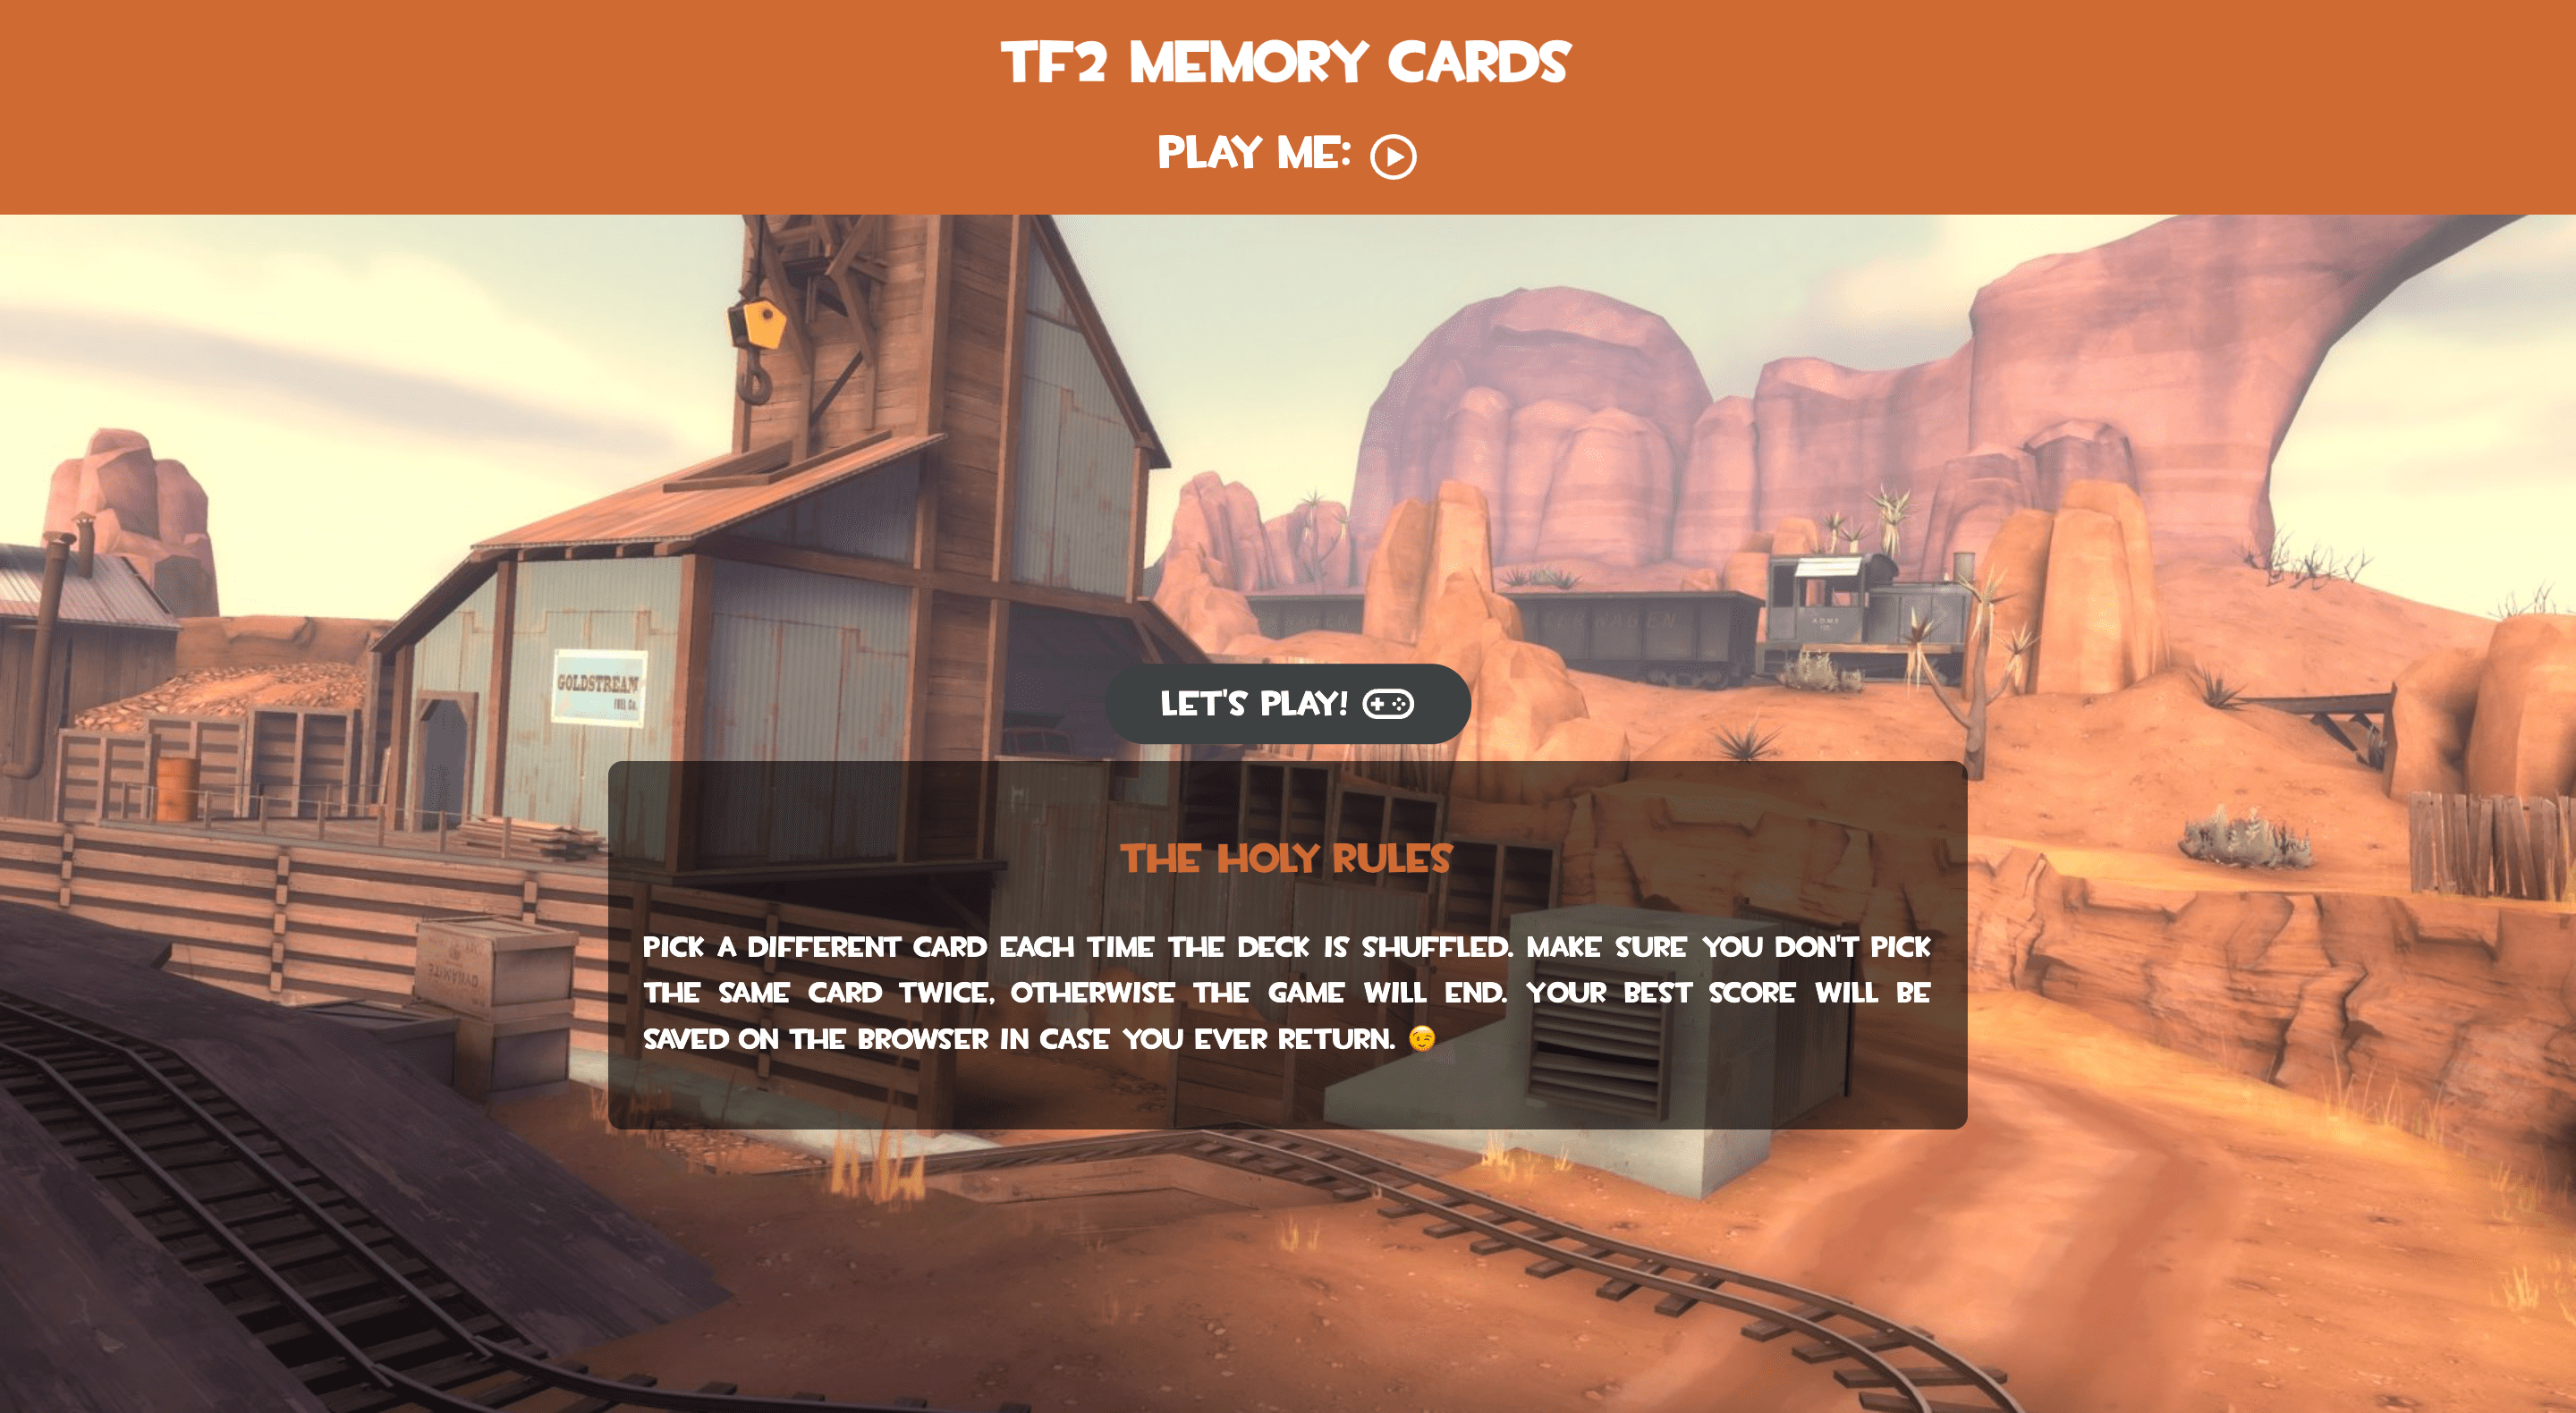 TF2 MEMORY CARDS
PLAY ME:
LET'S PLAY!
GOLDSTREAM
FUEL Co.
THE HOLY RULES
PICK A DIFFERENT CARD EACH TIME THE DECK IS SHUFFLED. MAKE SURE YOU DON'T PICK
THE SAME CARD TWICE, OTHERWISE THE GAME WILL END. YOUR BEST SCORE WILL BE
SAVED ON THE BROWSER IN CASE YOU EVER RETURN. 😉